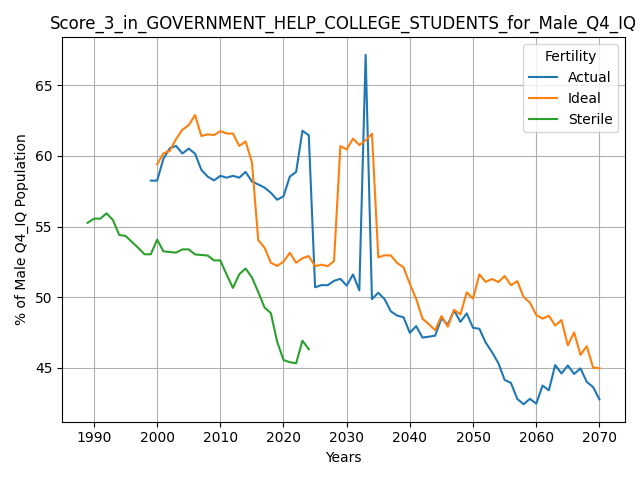 Score_3_in_GOVERNMENT_HELP_COLLEGE_STUDENTS_for_Male_Q4_IQ
Fertility
Actual
Ideal
Sterile
% of Male Q4_IQ Population
65
60
55
50
45
1990 2000 2010 2020 2030 2040 2050 2060 2070
Years